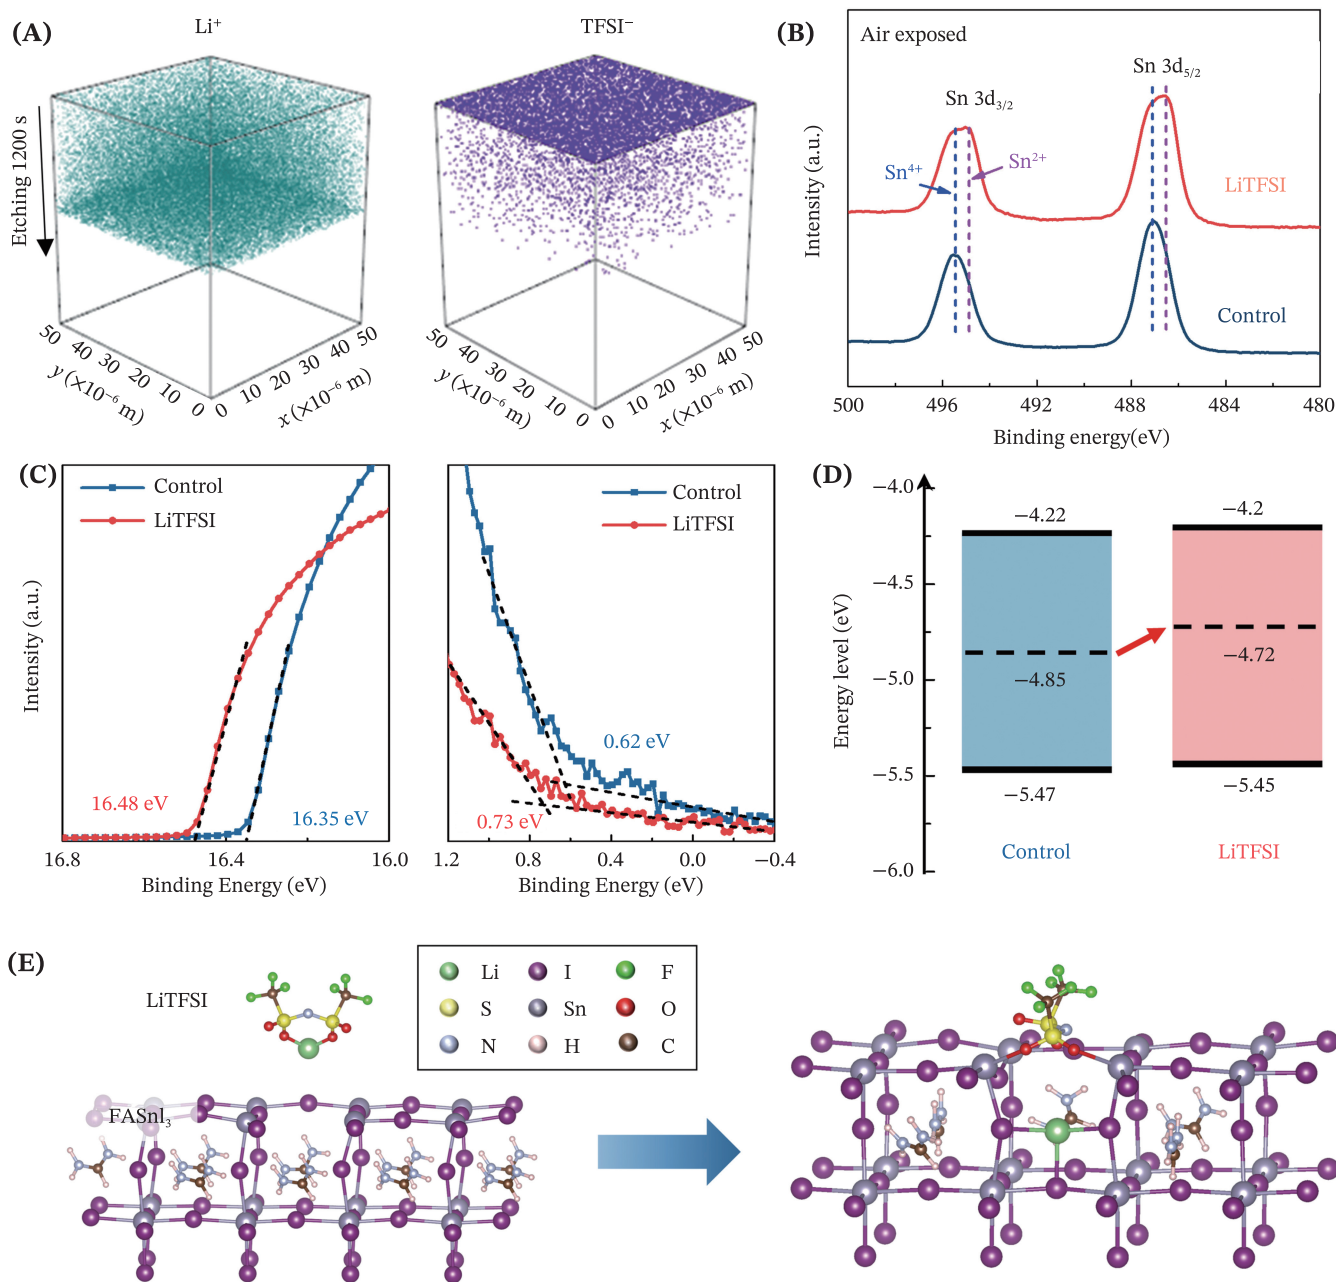 (A)
Li⁺
TFSI⁻
Etching 1200 s
50
40
30
20
10
0
y (×10⁻⁶ m)
0
10
20
30
40
50
x (×10⁻⁶ m)
50
40
30
20
10
0
y (×10⁻⁶ m)
0
10
20
30
40
50
x (×10⁻⁶ m)
(B)
Air exposed
Sn 3d₅/₂
Sn 3d₃/₂
Sn⁴⁺
Sn²⁺
LiTFSI
Control
Intensity (a.u.)
500 496 492 488 484 480
Binding energy(eV)
(C)
Control
LiTFSI
16.48 eV
16.35 eV
Intensity (a.u.)
16.8 16.4 16.0
Binding Energy (eV)
Control
LiTFSI
0.62 eV
0.73 eV
1.2 0.8 0.4 0.0 −0.4
Binding Energy (eV)
(D)
Energy level (eV)
−4.0
−4.5
−5.0
−5.5
−6.0
−4.22
−4.85
−5.47
Control
−4.2
−4.72
−5.45
LiTFSI
(E)
LiTFSI
Li I F
S Sn O
N H C
FASnI₃